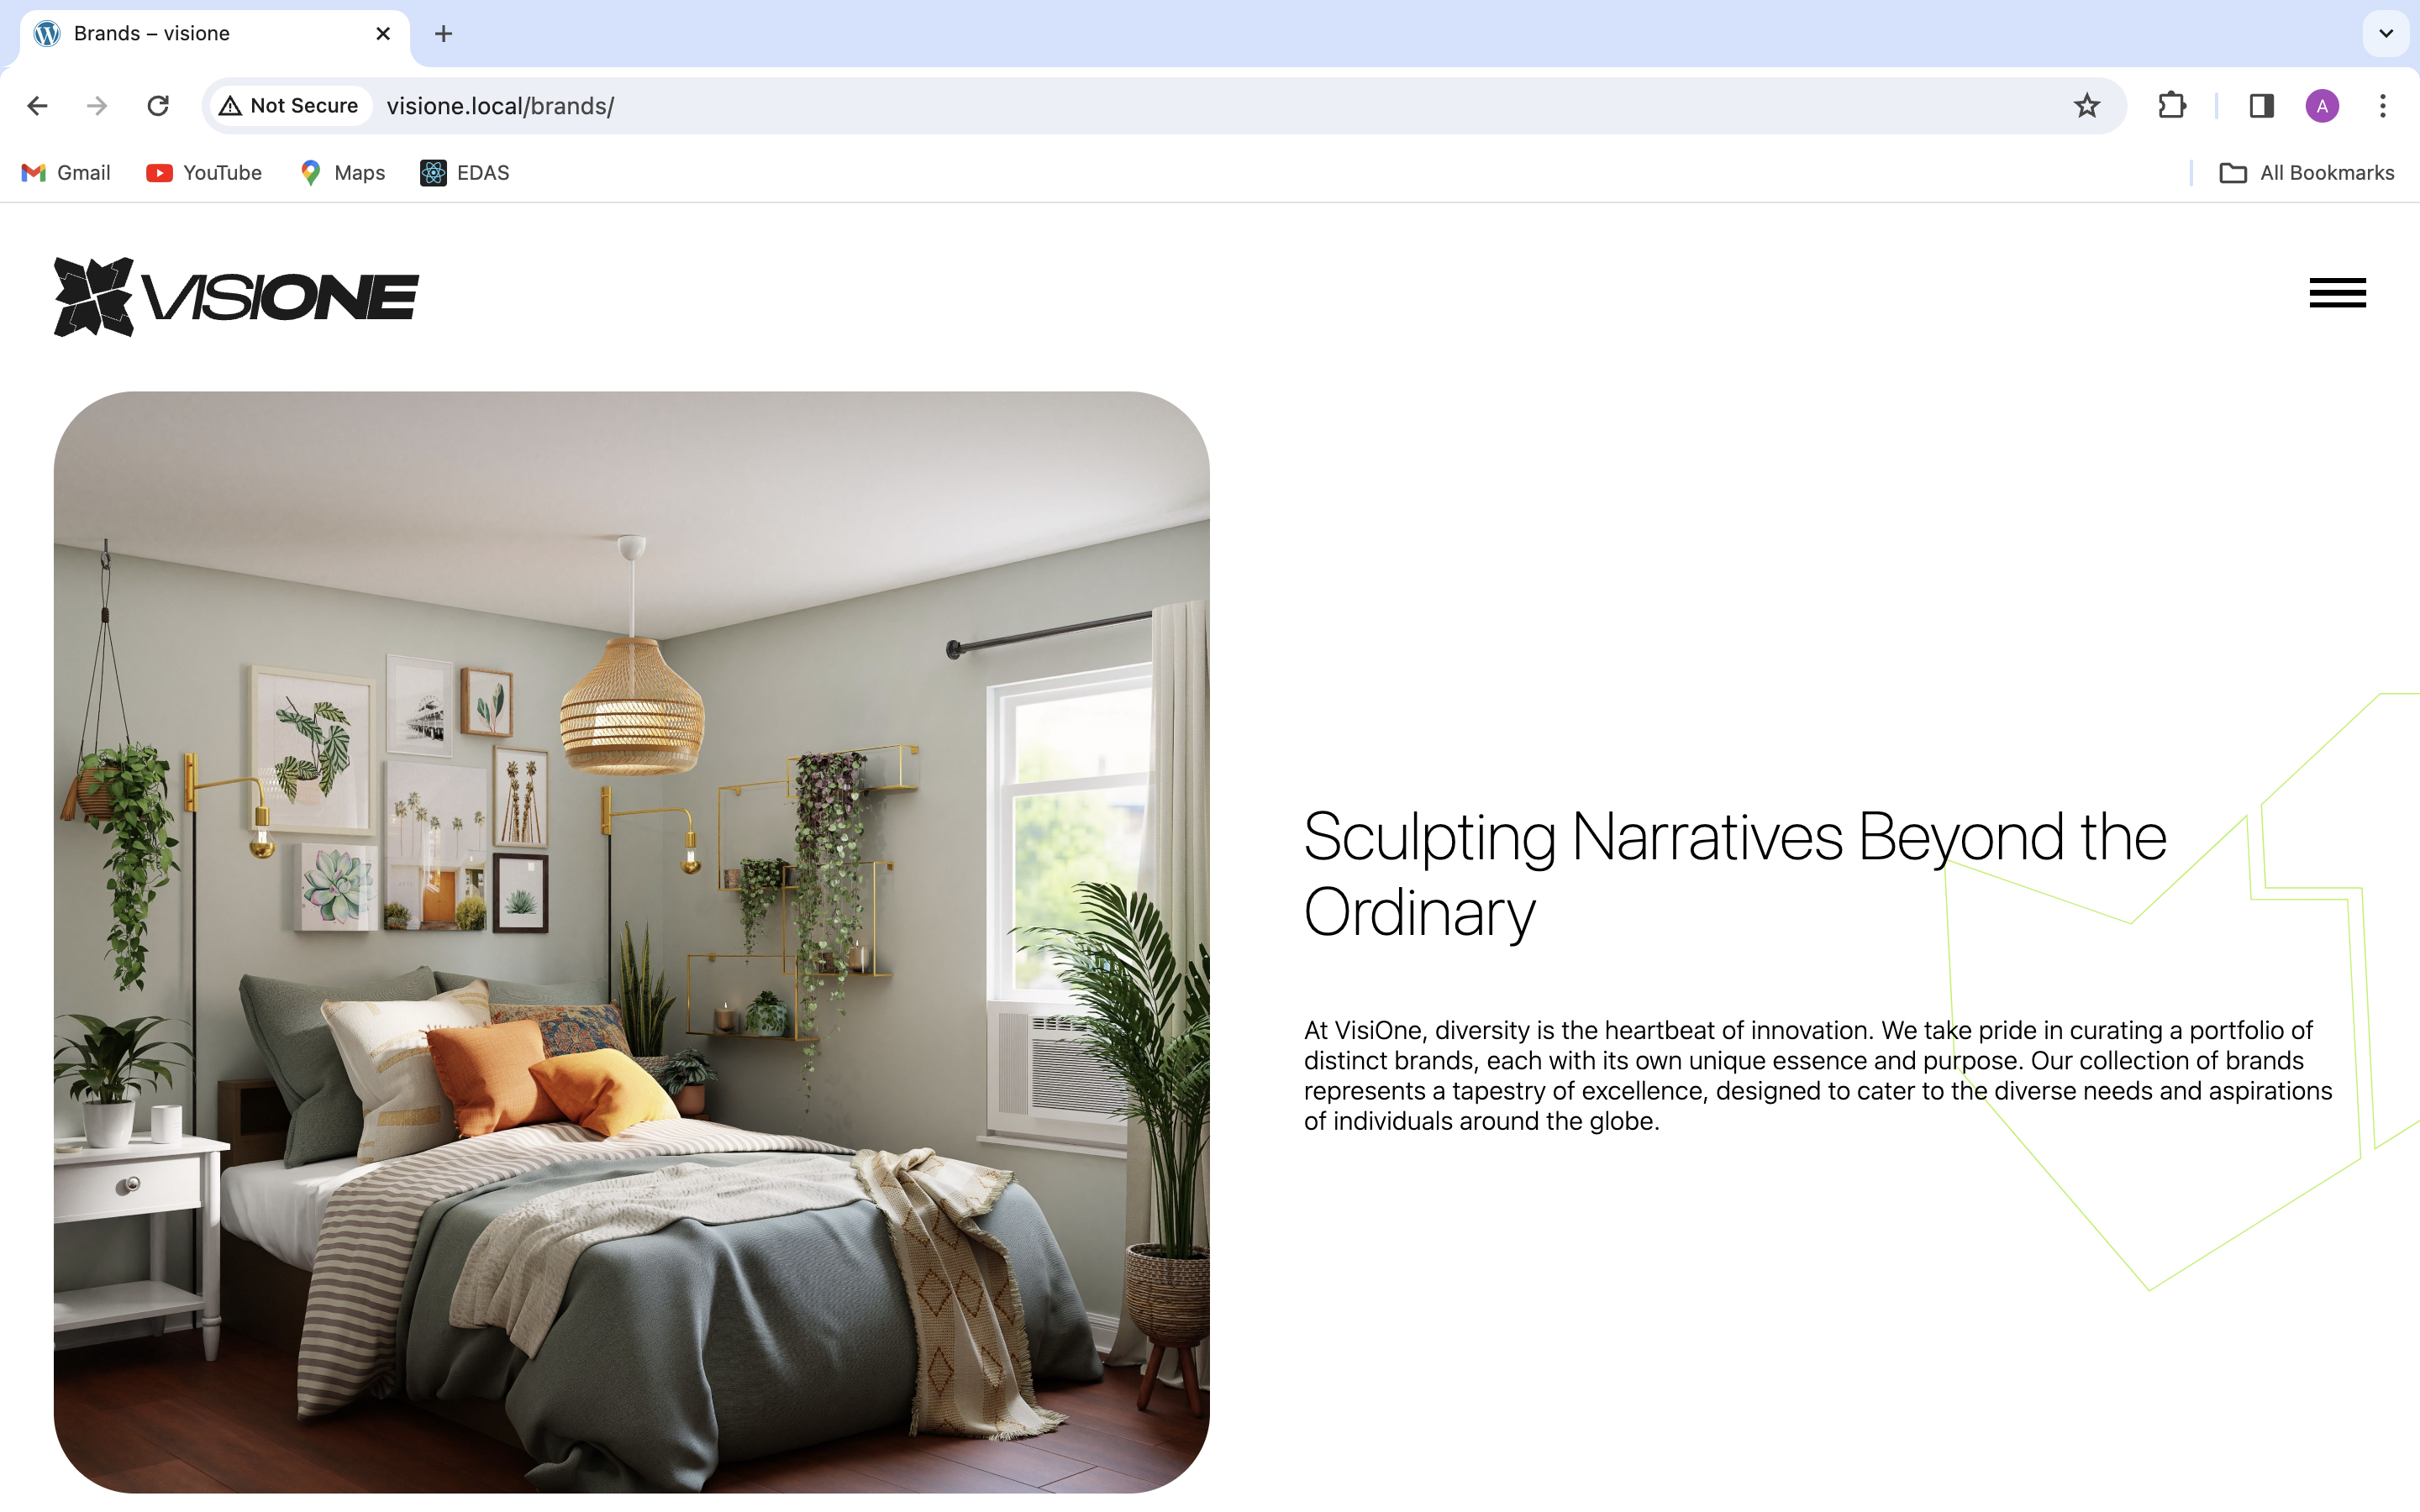 Brands – visione
Not Secure visione.local/brands/
A
Gmail YouTube Maps EDAS All Bookmarks
VISIONE
Sculpting Narratives Beyond the
Ordinary
At VisiOne, diversity is the heartbeat of innovation. We take pride in curating a portfolio of
distinct brands, each with its own unique essence and purpose. Our collection of brands
represents a tapestry of excellence, designed to cater to the diverse needs and aspirations
of individuals around the globe.